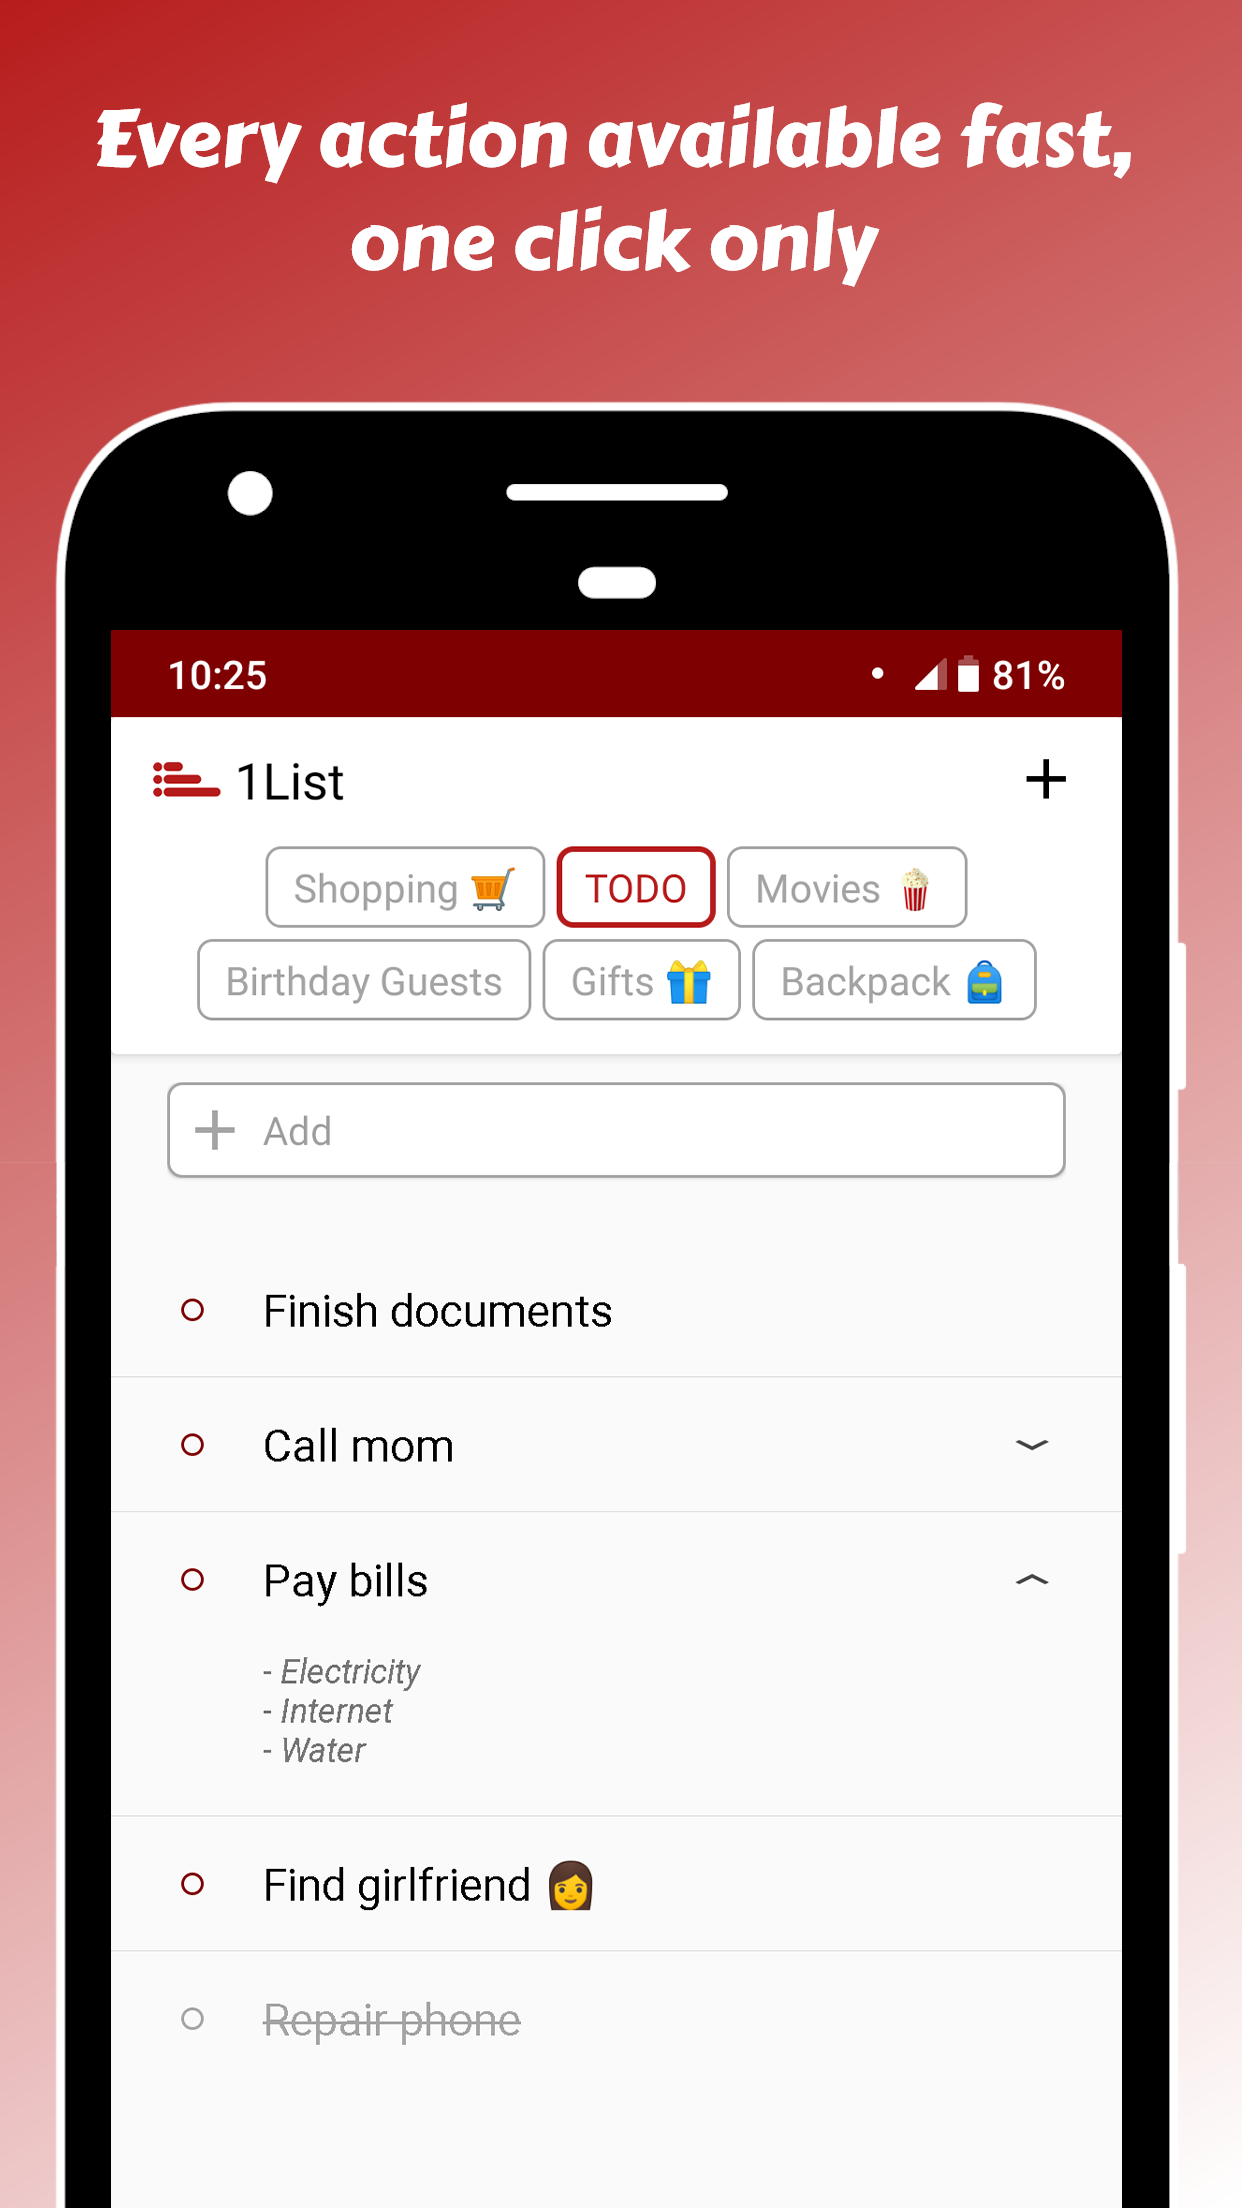 Every action available fast,
one click only
10:25 81%
1List
Shopping TODO Movies
Birthday Guests Gifts Backpack
Add
Finish documents
Call mom
Pay bills
- Electricity
- Internet
- Water
Find girlfriend
Repair phone